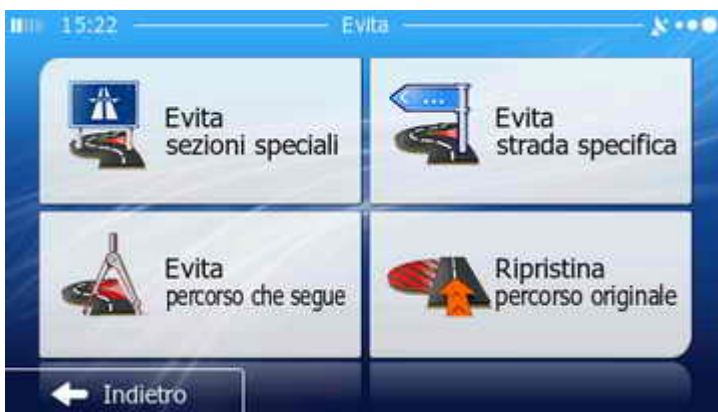 15:22
Evita
Evita
sezioni speciali
...
Evita
strada specifica
Evita
percorso che segue
Ripristina
percorso originale
Indietro